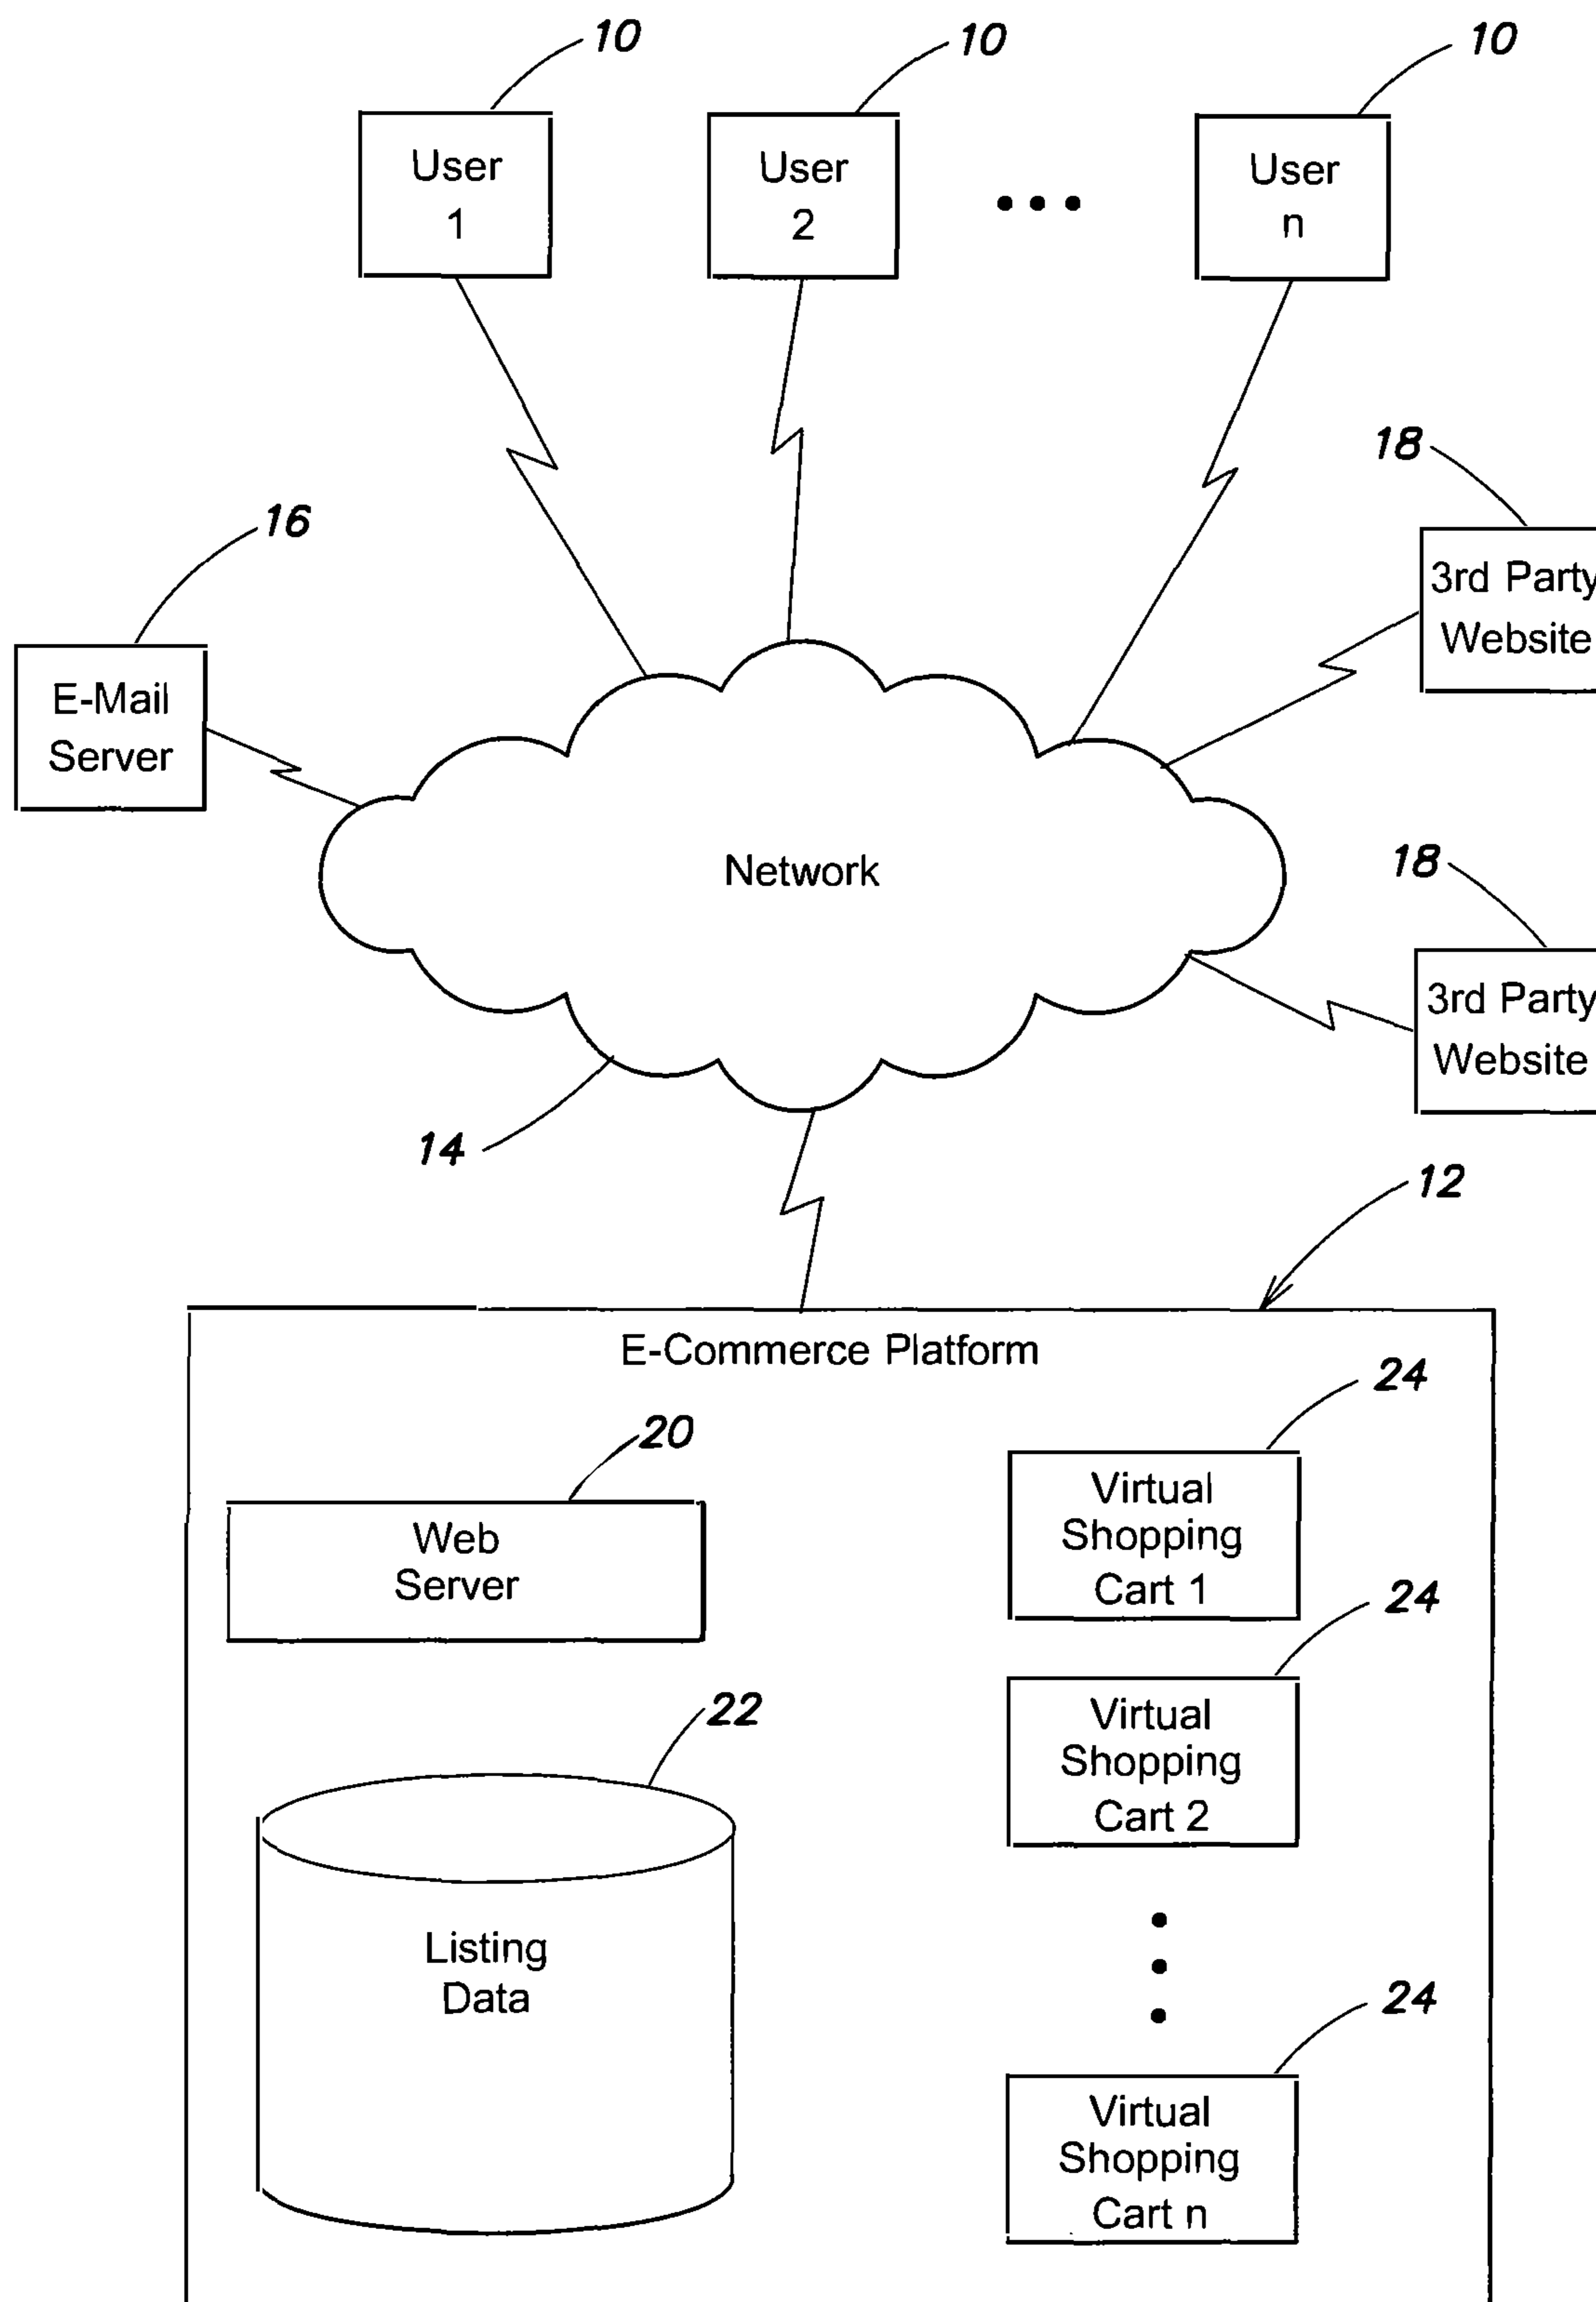 10
10
10
User
1
User
2
User
n
18
16
3rd Party
Website
E-Mail
Server
Network
18
3rd Party
Website
14
12
E-Commerce Platform
24
20
Virtual
Shopping
Cart 1
Web
Server
24
22
Virtual
Shopping
Cart 2
Listing
Data
24
Virtual
Shopping
Cart n